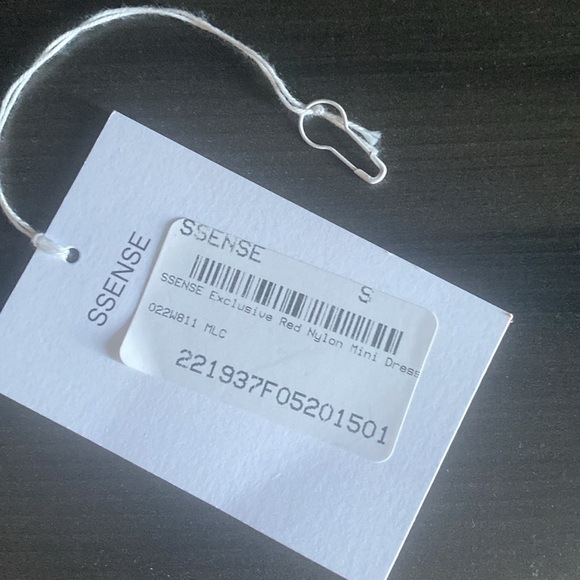 SSENSE
SSENSE
S
SSENSE Exclusive Red Nylon Mini Dress
022W811 MLC
221937F05201501